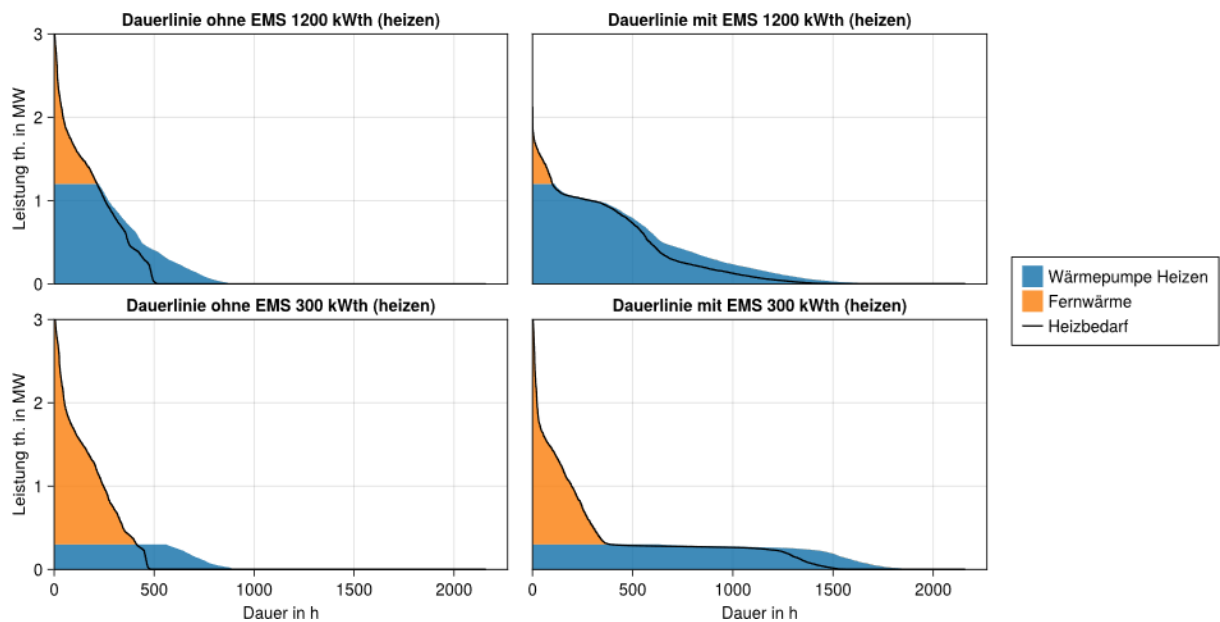 Dauerlinie ohne EMS 1200 kWth (heizen)
Dauerlinie mit EMS 1200 kWth (heizen)
Leistung th. in MW
3
2
1
0
Wärmepumpe Heizen
Fernwärme
Heizbedarf
Dauerlinie ohne EMS 300 kWth (heizen)
Dauerlinie mit EMS 300 kWth (heizen)
Leistung th. in MW
3
2
1
0
0 500 1000 1500 2000
0 500 1000 1500 2000
Dauer in h
Dauer in h